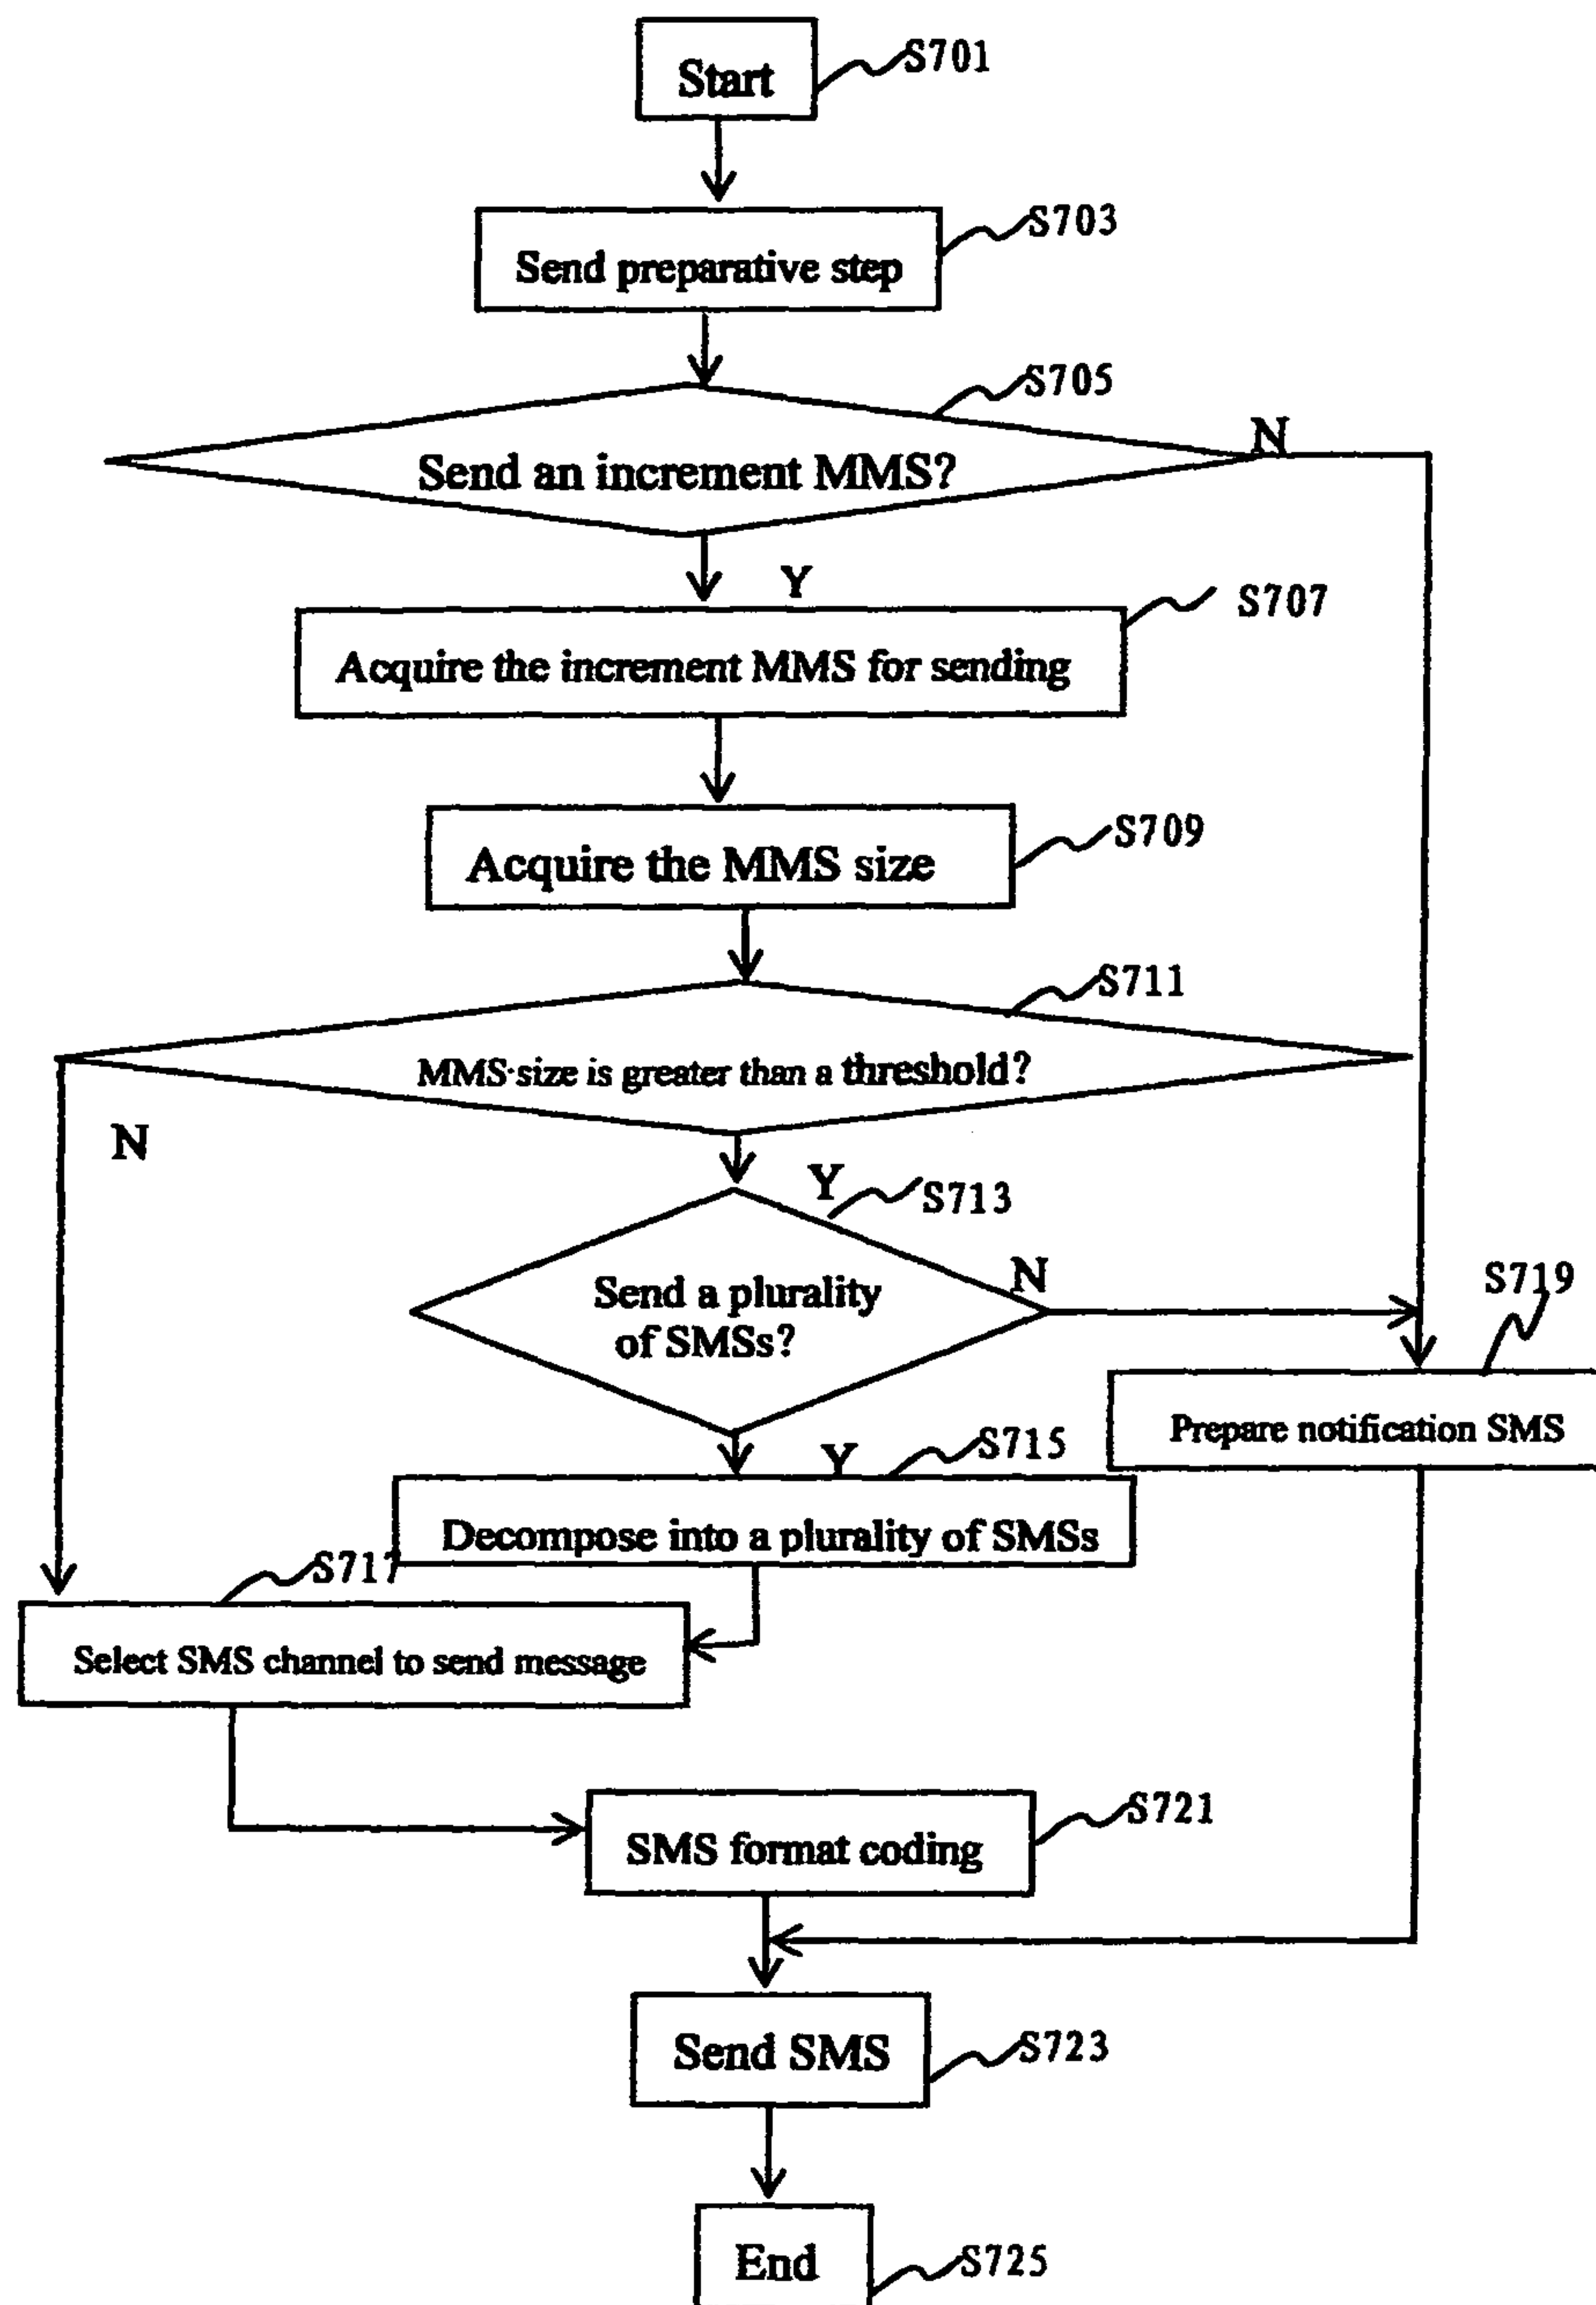 Start
S701
Send preparative step
S703
S705
Send an increment MMS?
N
Y
S707
Acquire the increment MMS for sending
Acquire the MMS size
S709
S711
MMS size is greater than a threshold?
N
Y
S713
Send a plurality
of SMSs?
N
S719
Prepare notification SMS
Y
S715
Decompose into a plurality of SMSs
S717
Select SMS channel to send message
SMS format coding
S721
Send SMS
S723
End
S725